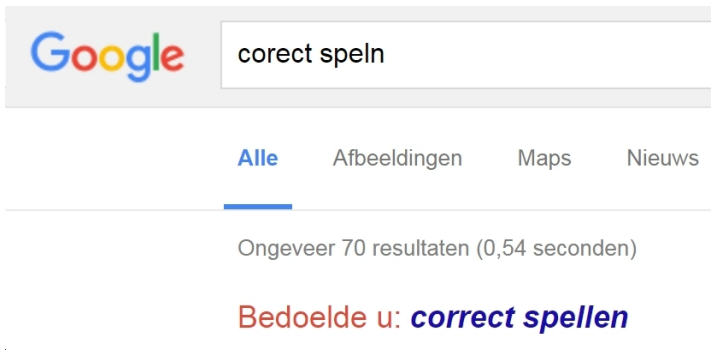 Google
corect speln
Alle Afbeeldingen Maps Nieuws
Ongeveer 70 resultaten (0,54 seconden)
Bedoelde u: correct spellen